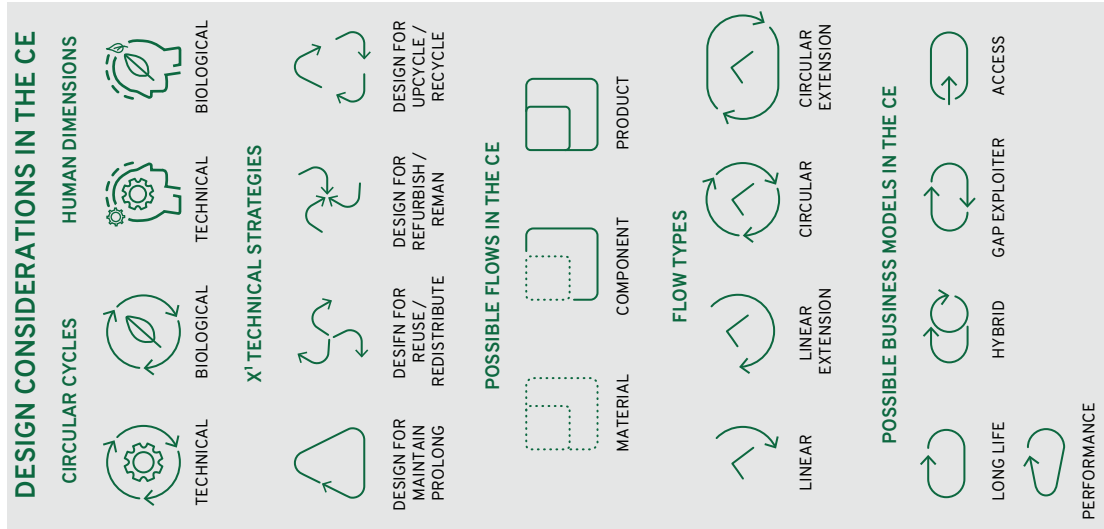 DESIGN CONSIDERATIONS IN THE CE
CIRCULAR CYCLES
HUMAN DIMENSIONS
TECHNICAL
BIOLOGICAL
TECHNICAL
BIOLOGICAL
X¹ TECHNICAL STRATEGIES
DESIGN FOR
MAINTAIN
PROLONG
DESIFN FOR
REUSE /
REDISTRIBUTE
DESIGN FOR
REFURBISH /
REMAN
DESIGN FOR
UPCYCLE /
RECYCLE
POSSIBLE FLOWS IN THE CE
MATERIAL
COMPONENT
PRODUCT
FLOW TYPES
LINEAR
LINEAR
EXTENSION
CIRCULAR
CIRCULAR
EXTENSION
POSSIBLE BUSINESS MODELS IN THE CE
LONG LIFE
HYBRID
GAP EXPLOITER
ACCESS
PERFORMANCE